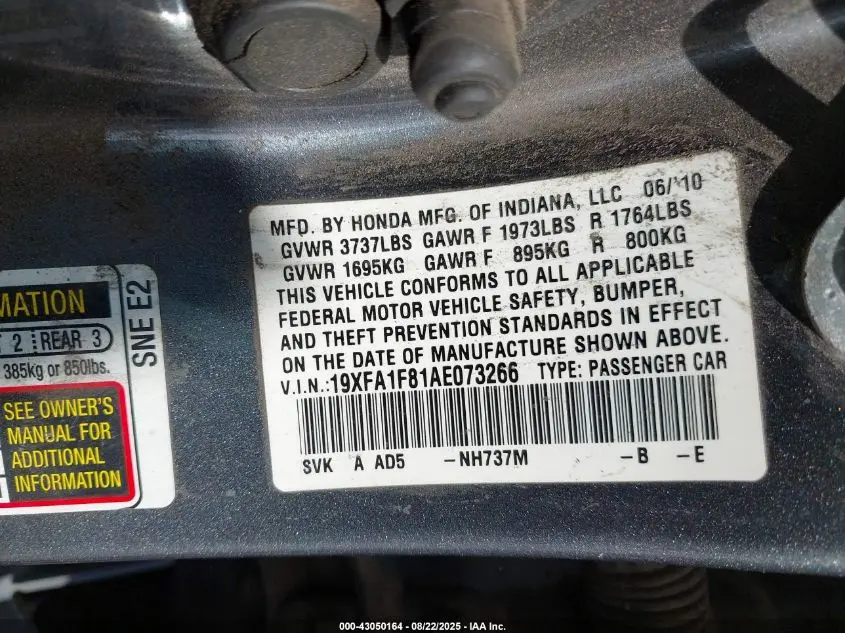 MFD. BY HONDA MFG. OF INDIANA, LLC 06/'10
GVWR 3737LBS GAWR F 1973LBS R 1764LBS
GVWR 1695KG GAWR F 895KG R 800KG
THIS VEHICLE CONFORMS TO ALL APPLICABLE
FEDERAL MOTOR VEHICLE SAFETY, BUMPER,
AND THEFT PREVENTION STANDARDS IN EFFECT
ON THE DATE OF MANUFACTURE SHOWN ABOVE.
V.I.N.:19XFA1F81AE073266 TYPE: PASSENGER CAR
SVK A AD5 -NH737M -B -E
MATION
2 REAR 3
385kg or 850lbs.
SEE OWNER'S
MANUAL FOR
ADDITIONAL
INFORMATION
SNE E2
000-43050164 - 08/22/2025 - IAA Inc.